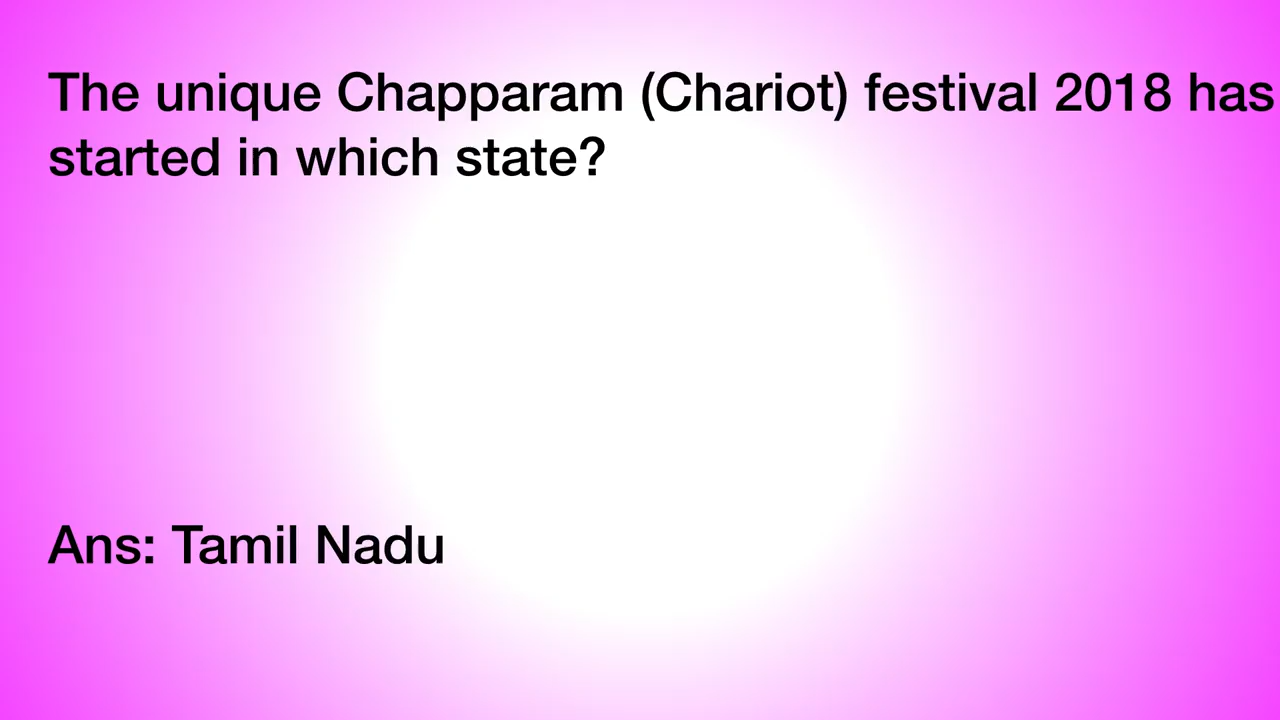 The unique Chapparam (Chariot) festival 2018 has
started in which state?
Ans: Tamil Nadu